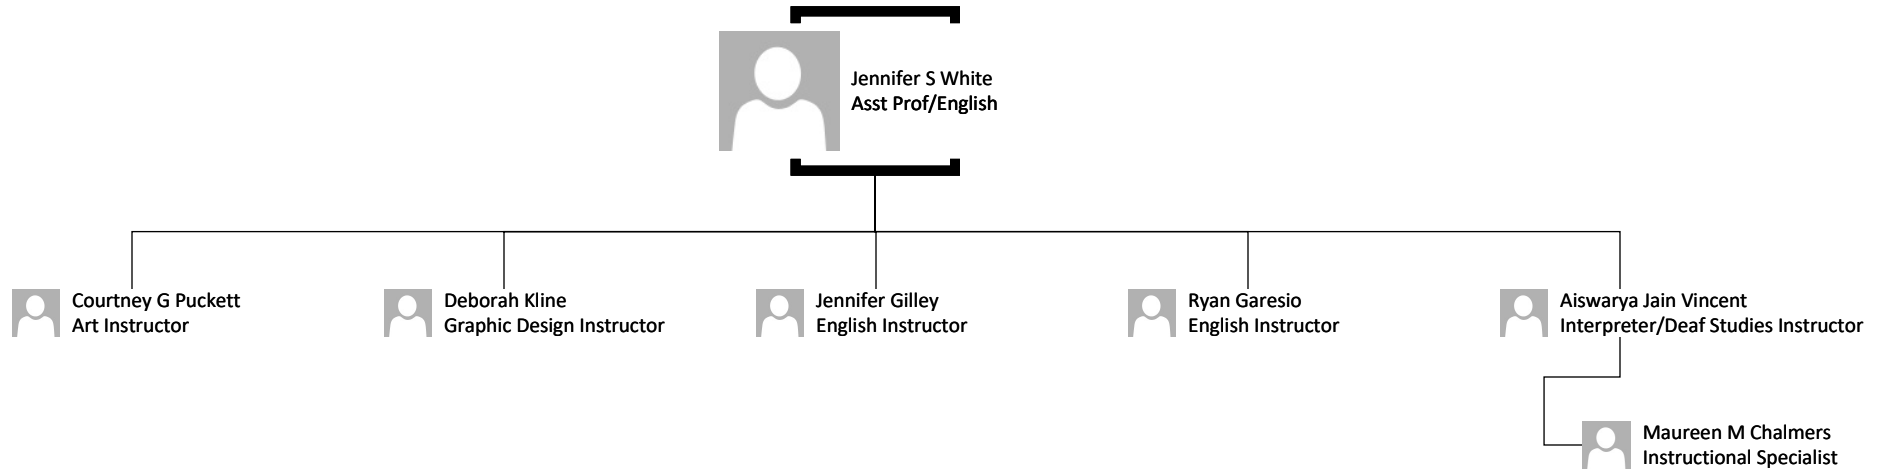 Jennifer S White
Asst Prof/English
Courtney G Puckett
Art Instructor
Deborah Kline
Graphic Design Instructor
Jennifer Gilley
English Instructor
Ryan Garesio
English Instructor
Aiswarya Jain Vincent
Interpreter/Deaf Studies Instructor
Maureen M Chalmers
Instructional Specialist